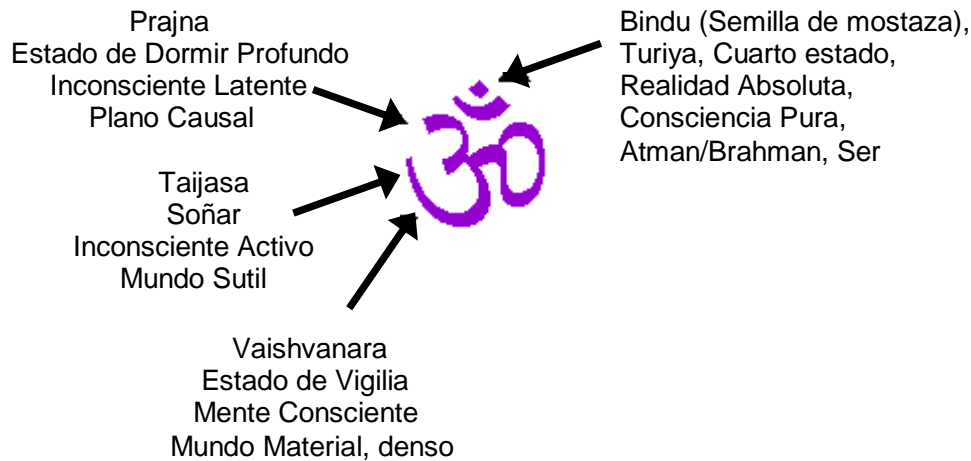 Prajna
Estado de Dormir Profundo
Inconsciente Latente
Plano Causal
Bindu (Semilla de mostaza),
Turiya, Cuarto estado,
Realidad Absoluta,
Consciencia Pura,
Atman/Brahman, Ser
ॐ
Taijasa
Soñar
Inconsciente Activo
Mundo Sutil
Vaishvanara
Estado de Vigilia
Mente Consciente
Mundo Material, denso